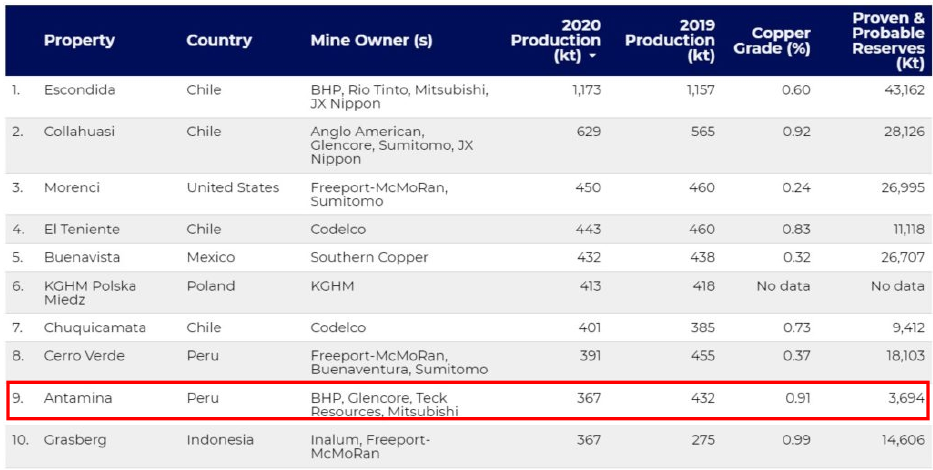 Property Country Mine Owner (s) 2020 Production (kt) 2019 Production (kt) Copper Grade (%) Proven & Probable Reserves (Kt)
1. Escondida Chile BHP, Rio Tinto, Mitsubishi, 1,173 1,157 0.60 43,162
JX Nippon
2. Collahuasi Chile Anglo American, 629 565 0.92 28,126
Glencore, Sumitomo, JX
Nippon
3. Morenci United States Freeport-McMoRan, 450 460 0.24 26,995
Sumitomo
4. El Teniente Chile Codelco 443 460 0.83 11,118
5. Buenavista Mexico Southern Copper 432 438 0.32 26,707
6. KGHM Polska Poland KGHM 413 418 No data No data
Miedz
7. Chuquicamata Chile Codelco 401 385 0.73 9,412
8. Cerro Verde Peru Freeport-McMoRan, 391 455 0.37 18,103
Buenaventura, Sumitomo
9. Antamina Peru BHP, Glencore, Teck 367 432 0.91 3,694
Resources, Mitsubishi
10. Grasberg Indonesia Inalum, Freeport- 367 275 0.99 14,606
McMoRan